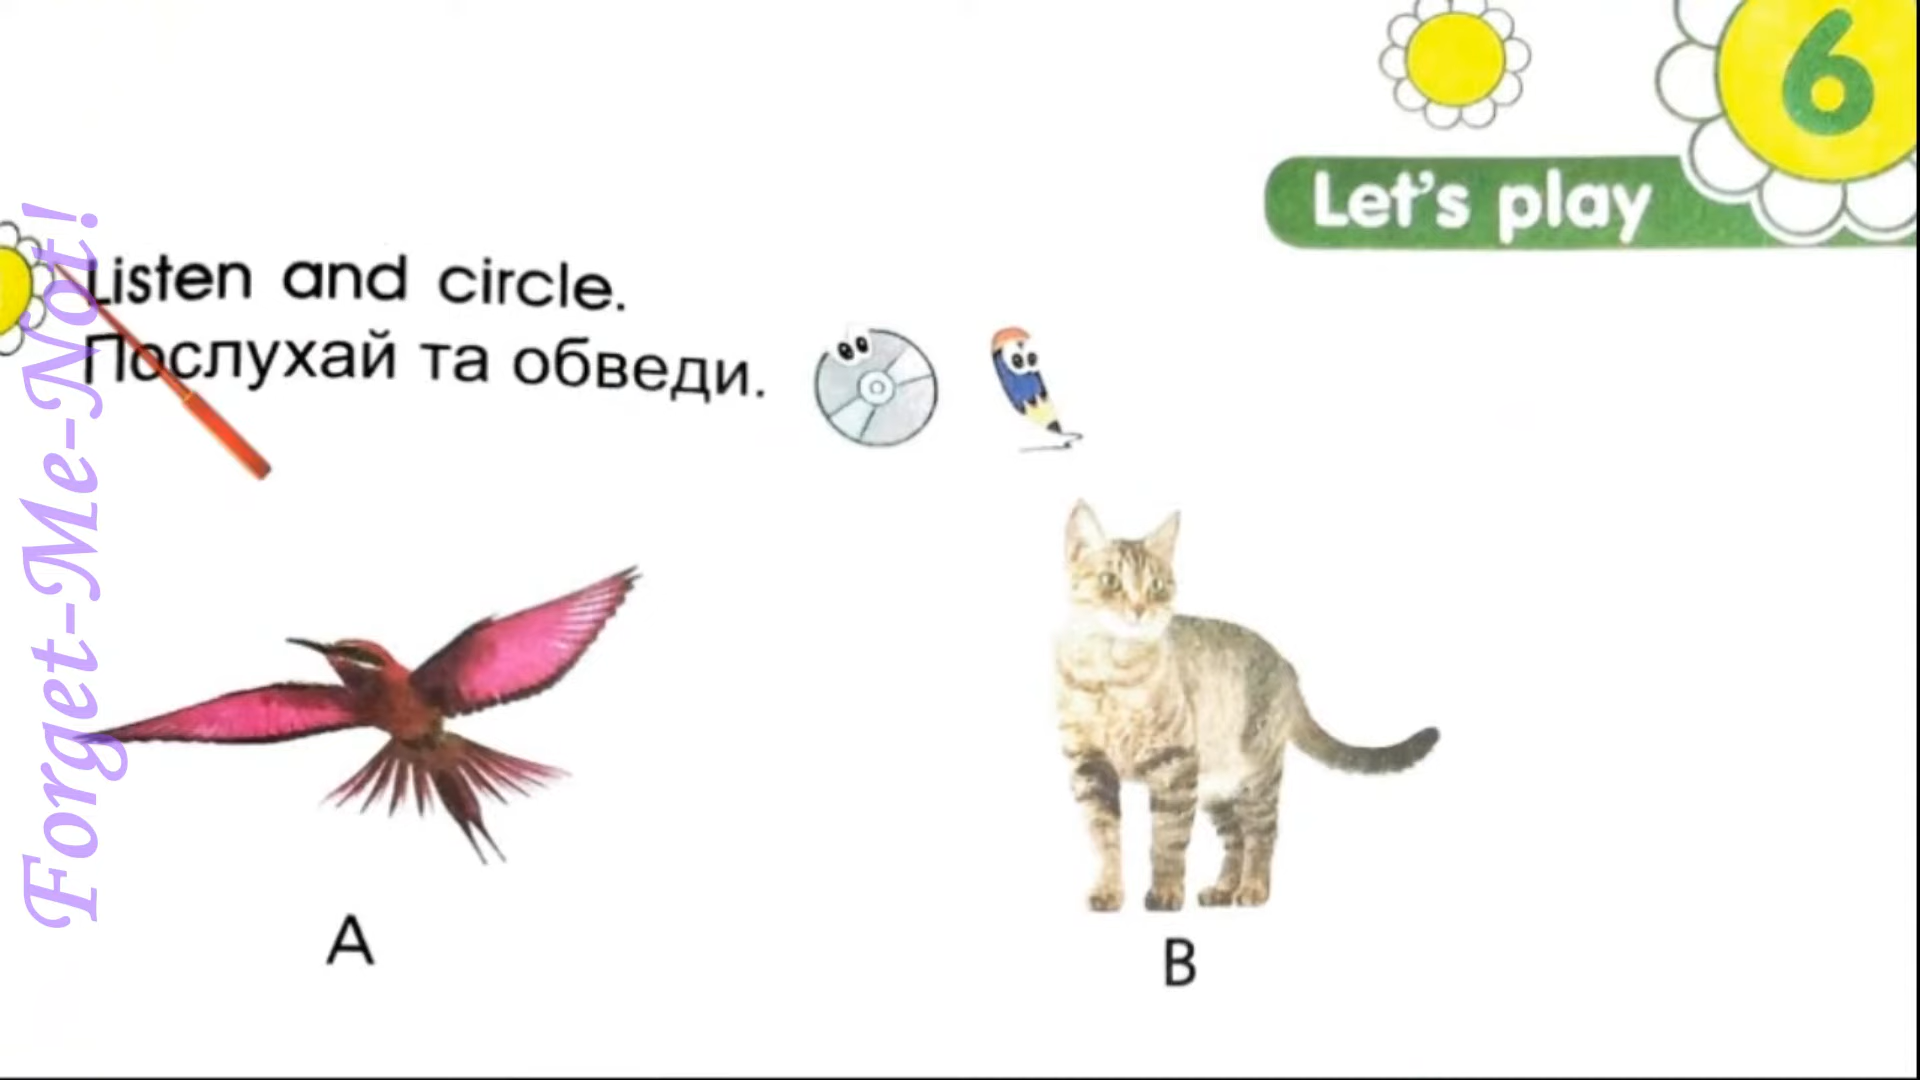 6
Let's play
Listen and circle.
Послухай та обведи.
A
B
Forget-Me-Not!